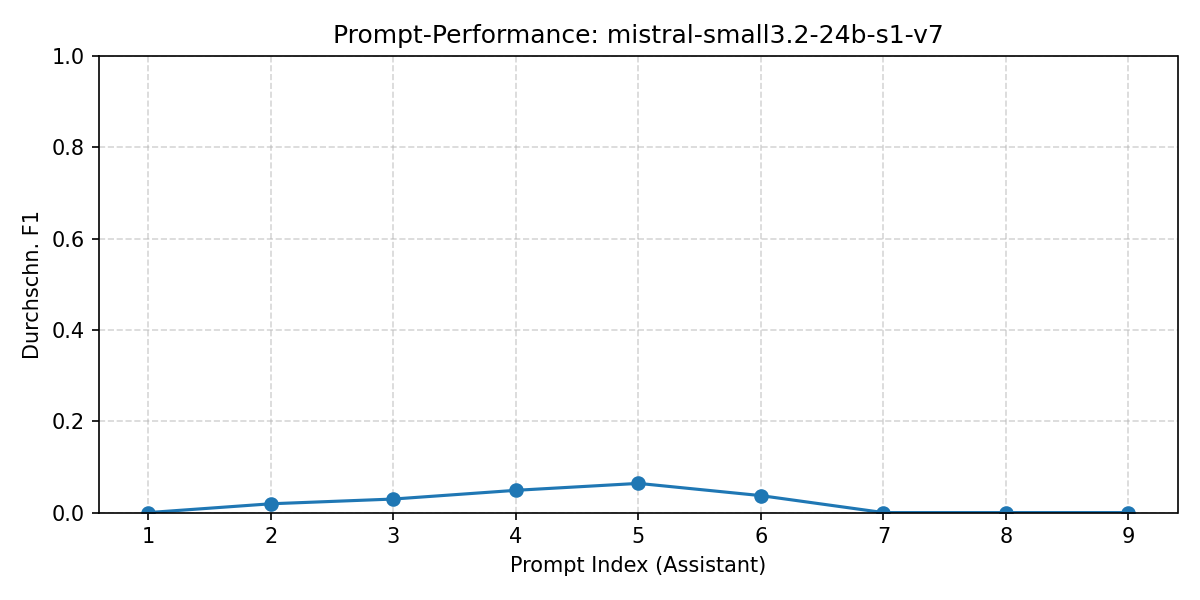 Prompt-Performance: mistral-small3.2-24b-s1-v7
Durchschn. F1
1.0
0.8
0.6
0.4
0.2
0.0
1 2 3 4 5 6 7 8 9
Prompt Index (Assistant)